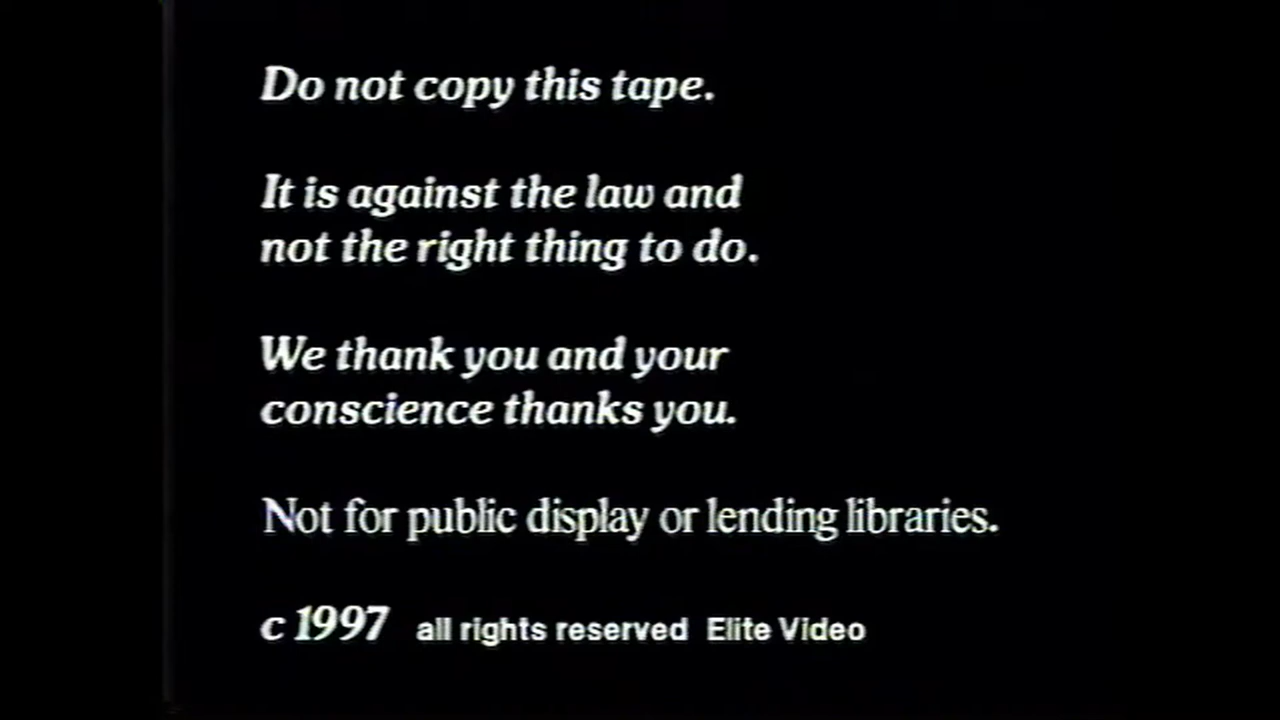 Do not copy this tape.
It is against the law and
not the right thing to do.
We thank you and your
conscience thanks you.
Not for public display or lending libraries.
c 1997 all rights reserved Elite Video